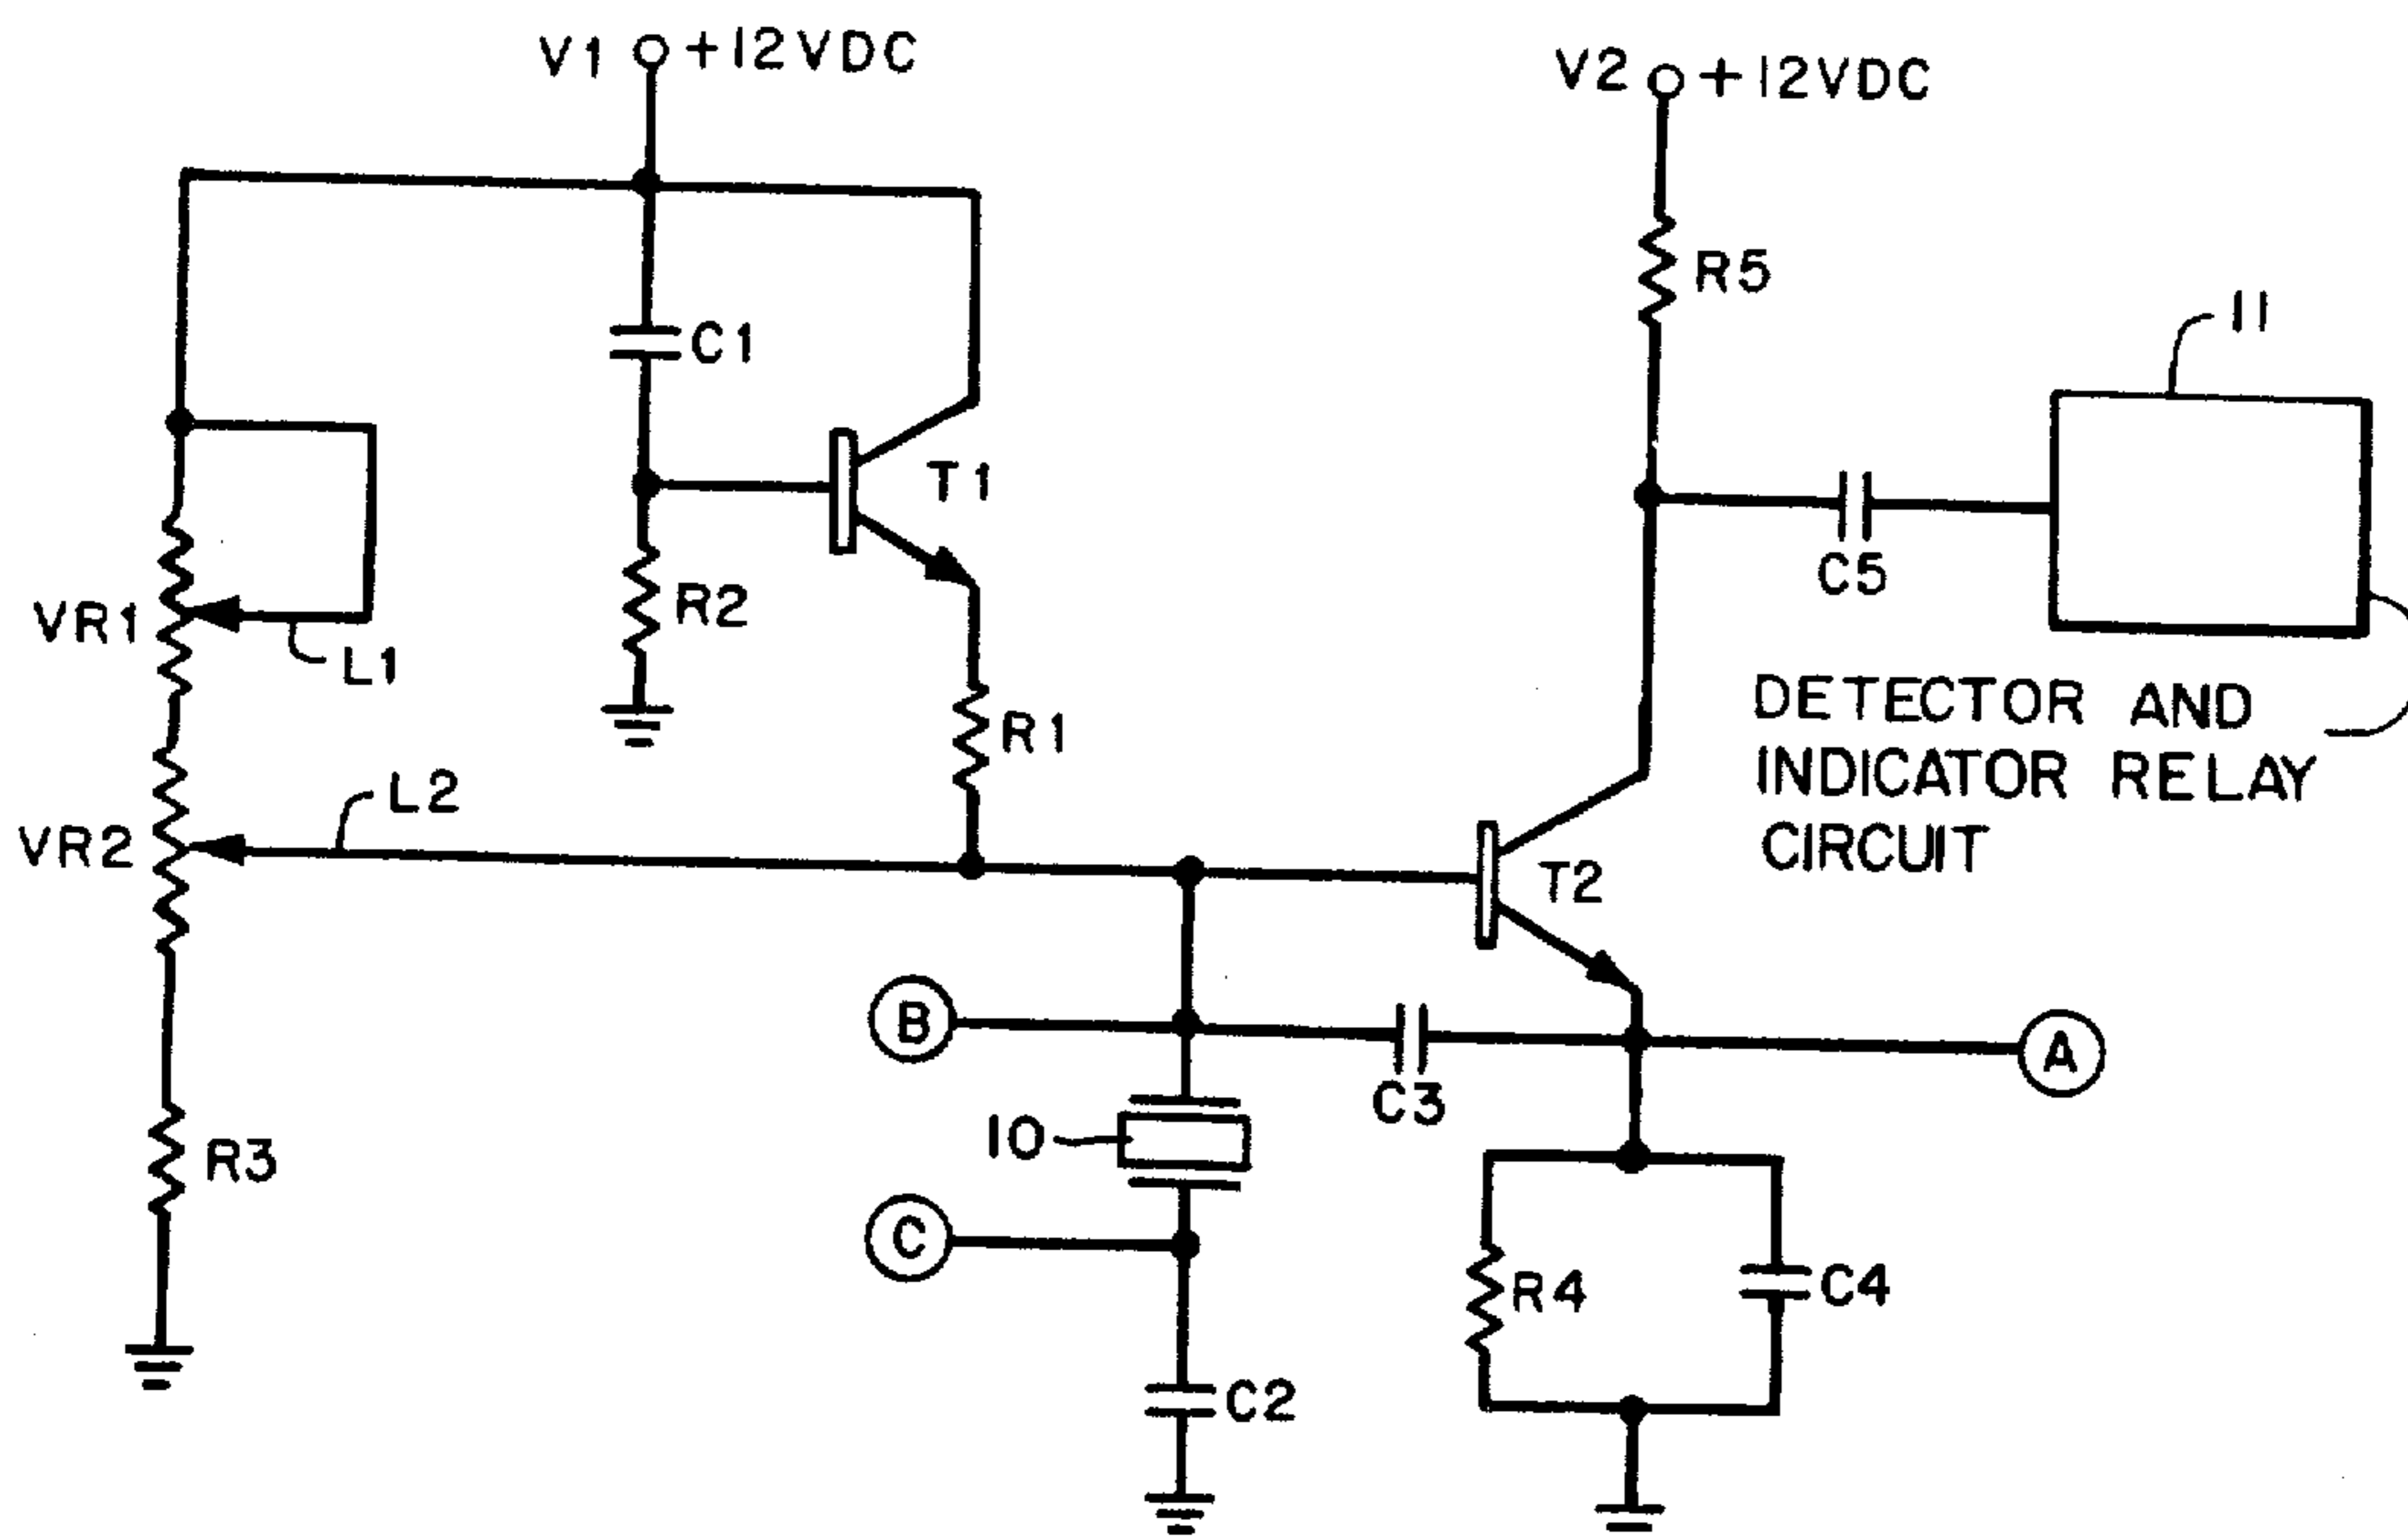 V1 +12VDC
V2 +12VDC
R5
11
C1
T1
C5
R2
VR1
L1
DETECTOR AND
INDICATOR RELAY
CIRCUIT
R1
L2
VR2
T2
B
A
C3
10
R3
C
R4
C4
C2